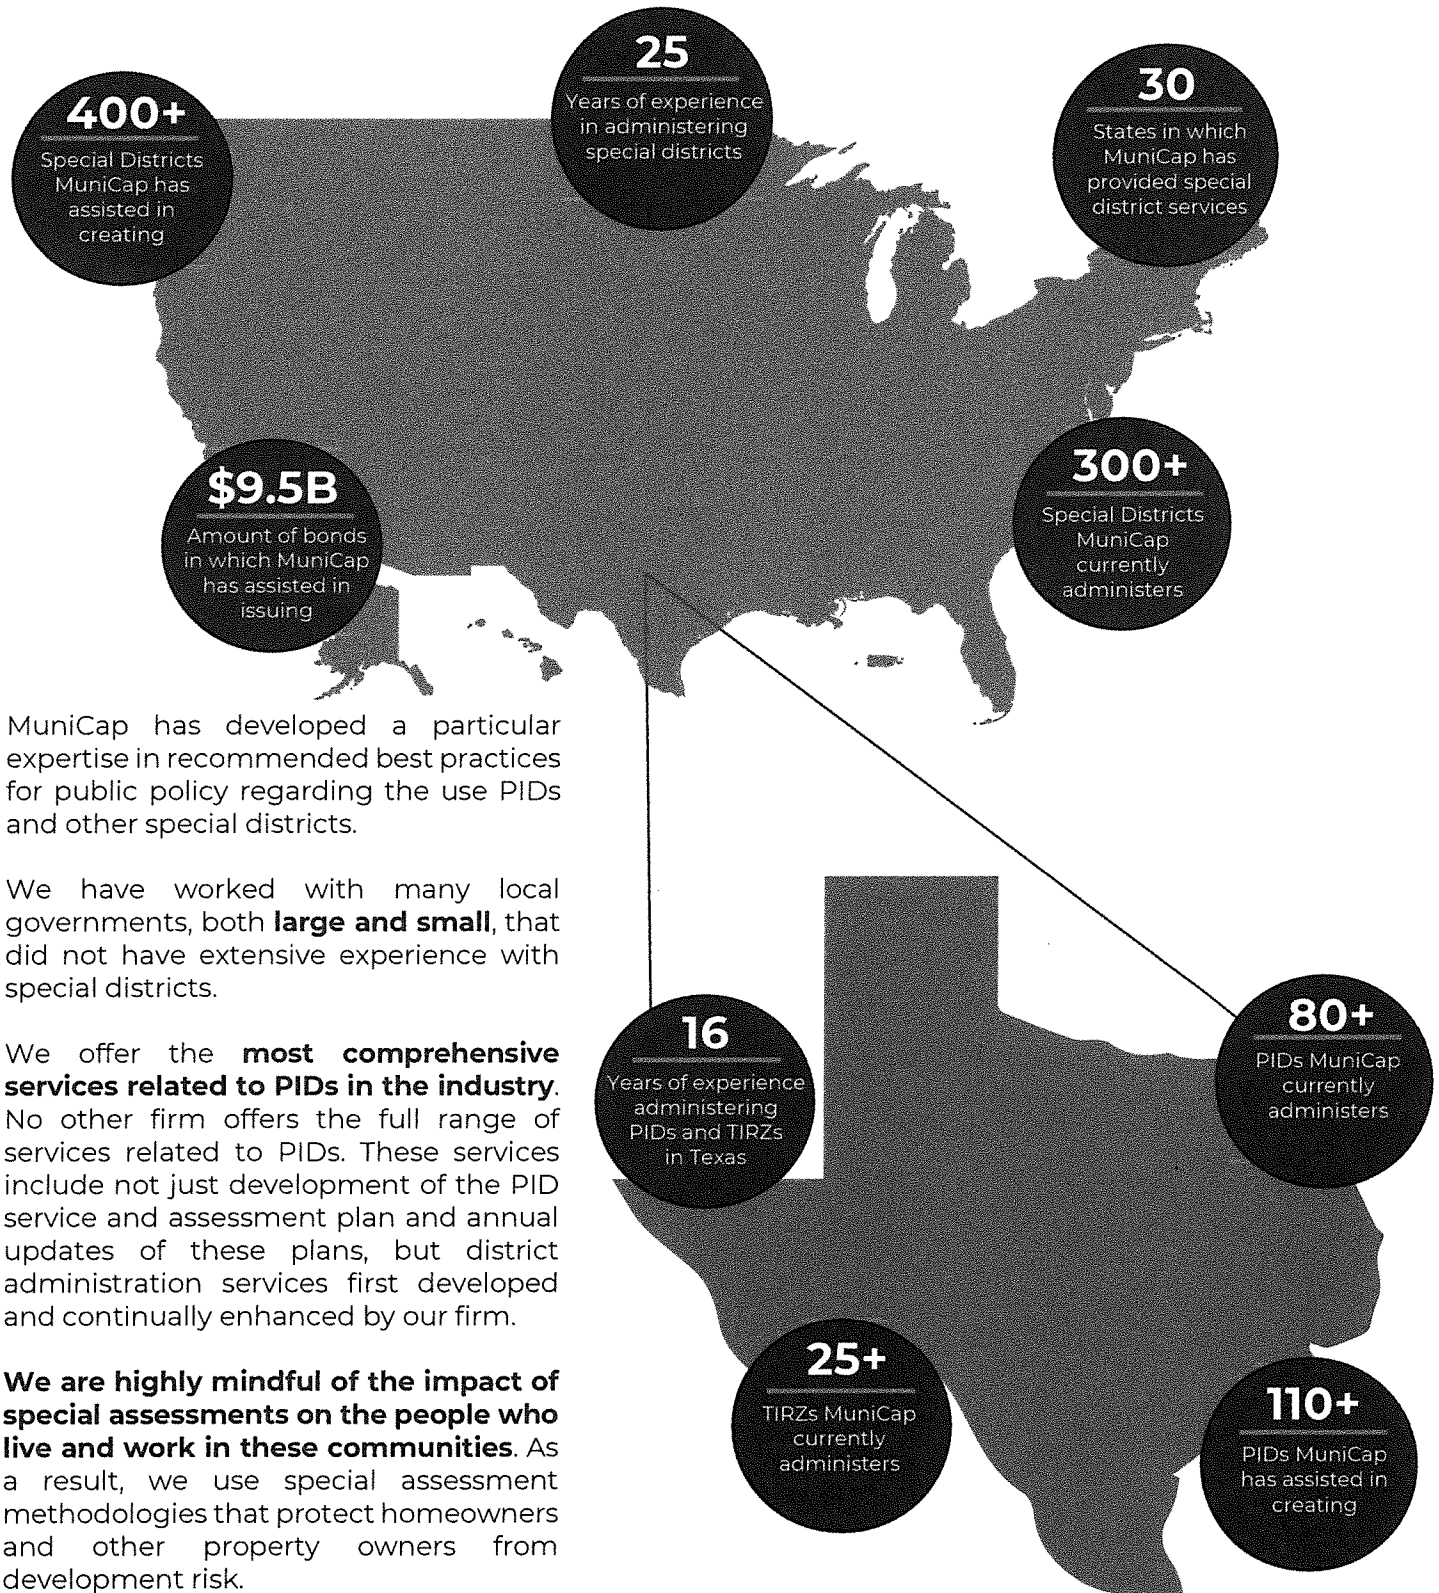 400+
Special Districts
MuniCap has
assisted in
creating
25
Years of experience
in administering
special districts
30
States in which
MuniCap has
provided special
district services
$9.5B
Amount of bonds
in which MuniCap
has assisted in
issuing
300+
Special Districts
MuniCap
currently
administers
MuniCap has developed a particular
expertise in recommended best practices
for public policy regarding the use PIDs
and other special districts.
We have worked with many local
governments, both large and small, that
did not have extensive experience with
special districts.
We offer the most comprehensive
services related to PIDs in the industry.
No other firm offers the full range of
services related to PIDs. These services
include not just development of the PID
service and assessment plan and annual
updates of these plans, but district
administration services first developed
and continually enhanced by our firm.
We are highly mindful of the impact of
special assessments on the people who
live and work in these communities. As
a result, we use special assessment
methodologies that protect homeowners
and other property owners from
development risk.
16
Years of experience
administering
PIDs and TIRZs
in Texas
80+
PIDs MuniCap
currently
administers
25+
TIRZs MuniCap
currently
administers
110+
PIDs MuniCap
has assisted in
creating